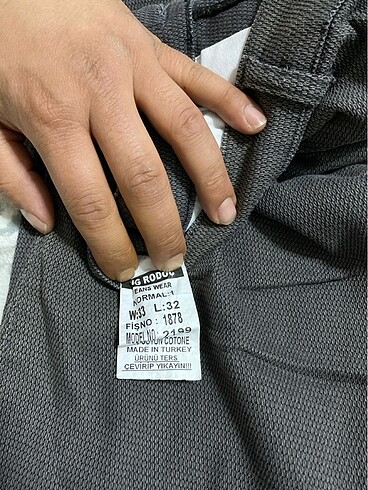 RODOC
JEANS WEAR
NORMAL:1
W:33 L:32
FİŞNO : 1878
MODEL NO: 2199
COTONE
MADE IN TURKEY
ÜRÜNÜ TERS
ÇEVİRİP YIKAYIN!!!